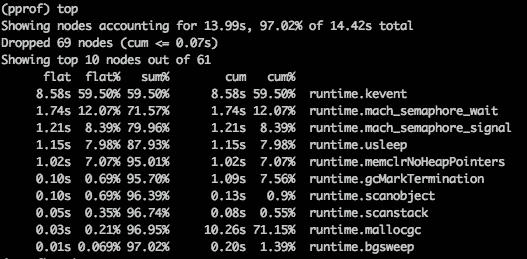 (pprof) top
Showing nodes accounting for 13.99s, 97.02% of 14.42s total
Dropped 69 nodes (cum <= 0.07s)
Showing top 10 nodes out of 61
flat flat% sum% cum cum%
8.58s 59.50% 59.50% 8.58s 59.50% runtime.kevent
1.74s 12.07% 71.57% 1.74s 12.07% runtime.mach_semaphore_wait
1.21s 8.39% 79.96% 1.21s 8.39% runtime.mach_semaphore_signal
1.15s 7.98% 87.93% 1.15s 7.98% runtime.usleep
1.02s 7.07% 95.01% 1.02s 7.07% runtime.memclrNoHeapPointers
0.10s 0.69% 95.70% 1.09s 7.56% runtime.gcMarkTermination
0.10s 0.69% 96.39% 0.13s 0.9% runtime.scanobject
0.05s 0.35% 96.74% 0.08s 0.55% runtime.scanstack
0.03s 0.21% 96.95% 10.26s 71.15% runtime.mallocgc
0.01s 0.069% 97.02% 0.20s 1.39% runtime.bgsweep